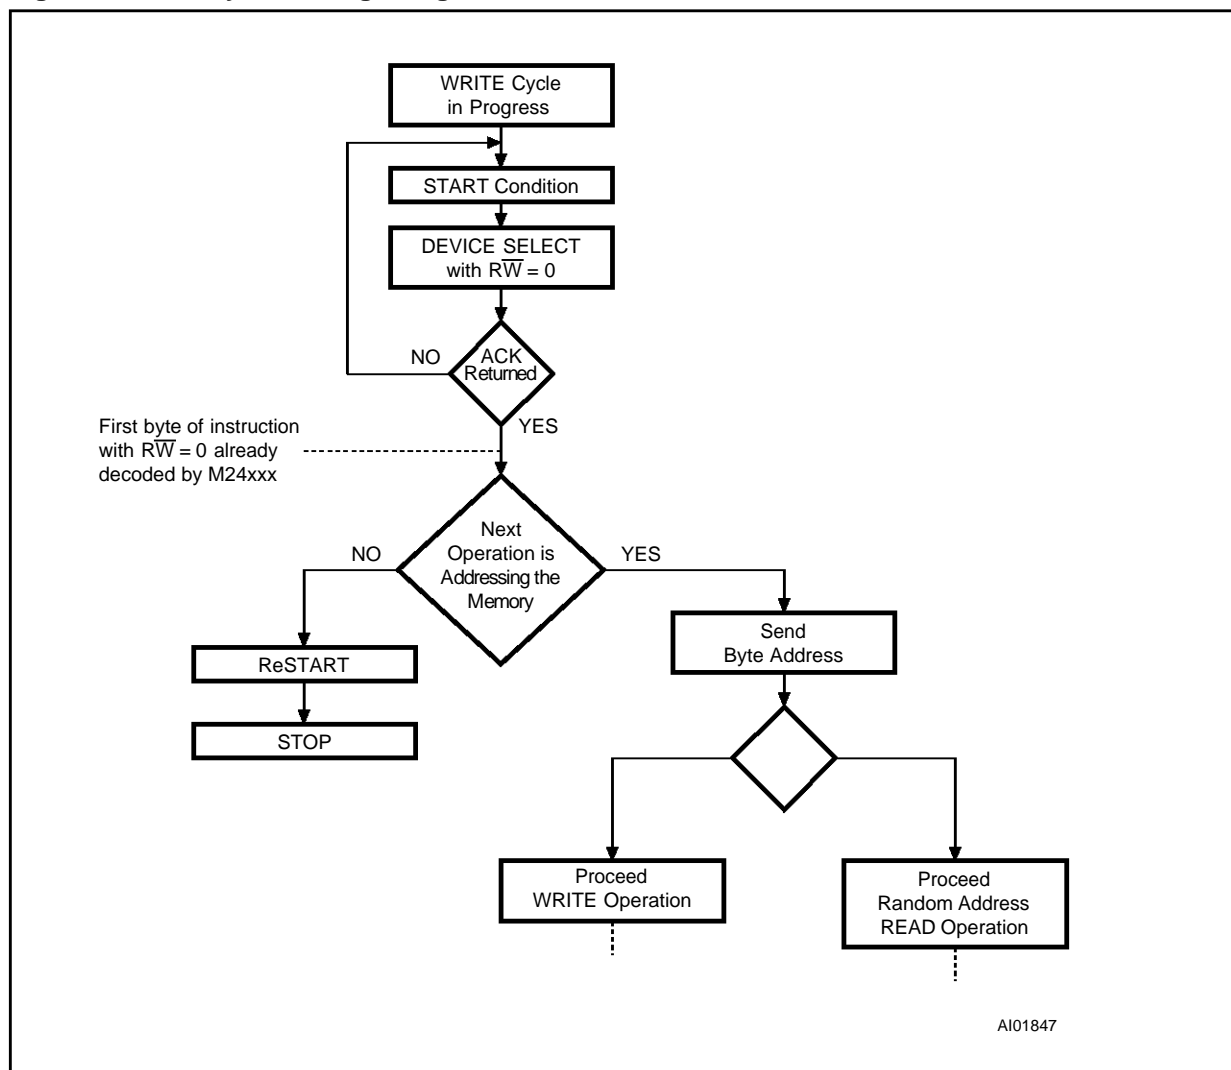 WRITE Cycle
in Progress
START Condition
DEVICE SELECT
with RW̅ = 0
NO
ACK
Returned
YES
First byte of instruction
with RW̅ = 0 already
decoded by M24xxx
NO
Next
Operation is
Addressing the
Memory
YES
Send
Byte Address
ReSTART
STOP
Proceed
WRITE Operation
Proceed
Random Address
READ Operation
AI01847